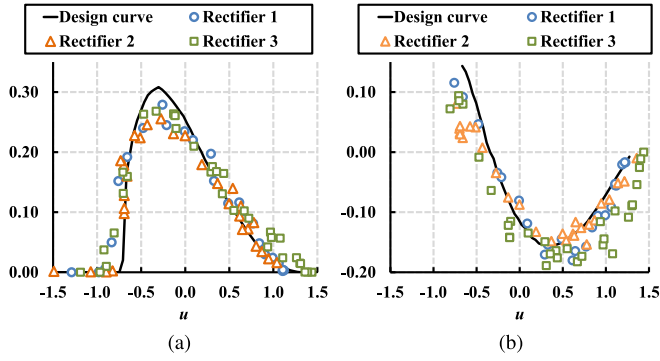 Design curve Rectifier 1
Rectifier 2 Rectifier 3
0.30
0.20
0.10
0.00
-1.5 -1.0 -0.5 0.0 0.5 1.0 1.5
u
(a)
Design curve Rectifier 1
Rectifier 2 Rectifier 3
0.10
0.00
-0.10
-0.20
-1.5 -1.0 -0.5 0.0 0.5 1.0 1.5
u
(b)